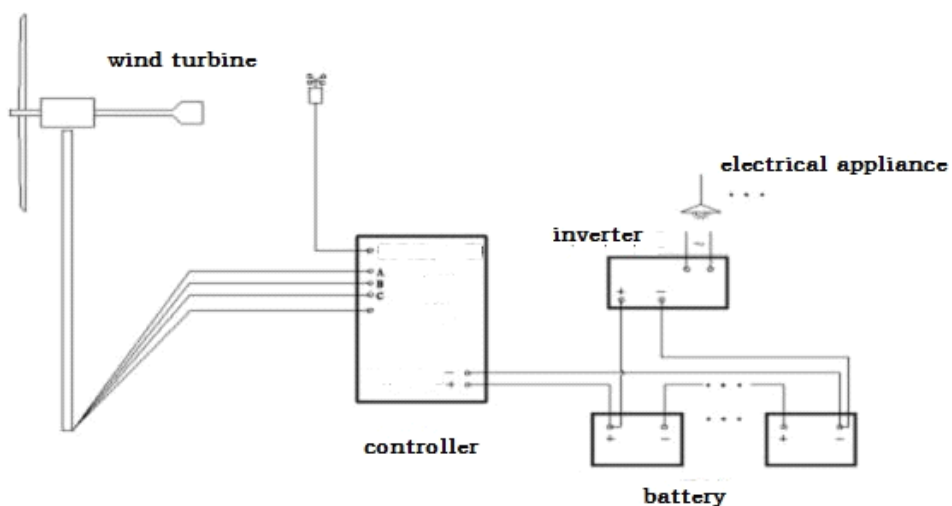 wind turbine
electrical appliance
inverter
~
A
B
C
+ −
−
+
+ − + −
controller
battery